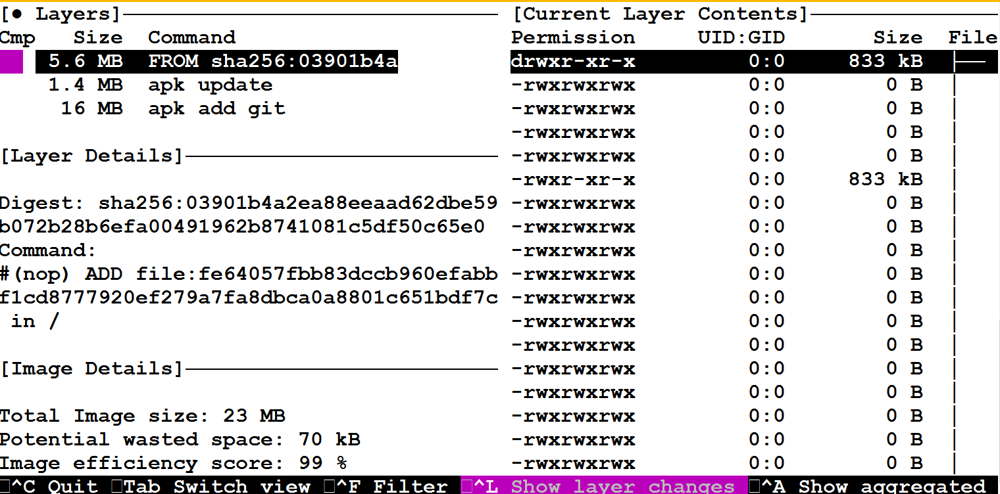 [● Layers]
Cmp Size Command
5.6 MB FROM sha256:03901b4a
1.4 MB apk update
16 MB apk add git
[Layer Details]
Digest: sha256:03901b4a2ea88eeaad62dbe59
b072b28b6efa00491962b8741081c5df50c65e0
Command:
#(nop) ADD file:fe64057fbb83dccb960efabb
f1cd8777920ef279a7fa8dbca0a8801c651bdf7c
in /
[Image Details]
Total Image size: 23 MB
Potential wasted space: 70 kB
Image efficiency score: 99 %
[Current Layer Contents]
Permission UID:GID Size File
drwxr-xr-x 0:0 833 kB
-rwxrwxrwx 0:0 0 B
-rwxrwxrwx 0:0 0 B
-rwxrwxrwx 0:0 0 B
-rwxrwxrwx 0:0 0 B
-rwxr-xr-x 0:0 833 kB
-rwxrwxrwx 0:0 0 B
-rwxrwxrwx 0:0 0 B
-rwxrwxrwx 0:0 0 B
-rwxrwxrwx 0:0 0 B
-rwxrwxrwx 0:0 0 B
-rwxrwxrwx 0:0 0 B
-rwxrwxrwx 0:0 0 B
-rwxrwxrwx 0:0 0 B
-rwxrwxrwx 0:0 0 B
-rwxrwxrwx 0:0 0 B
-rwxrwxrwx 0:0 0 B
-rwxrwxrwx 0:0 0 B
^C Quit Tab Switch view ^F Filter ^L Show layer changes ^A Show aggregated